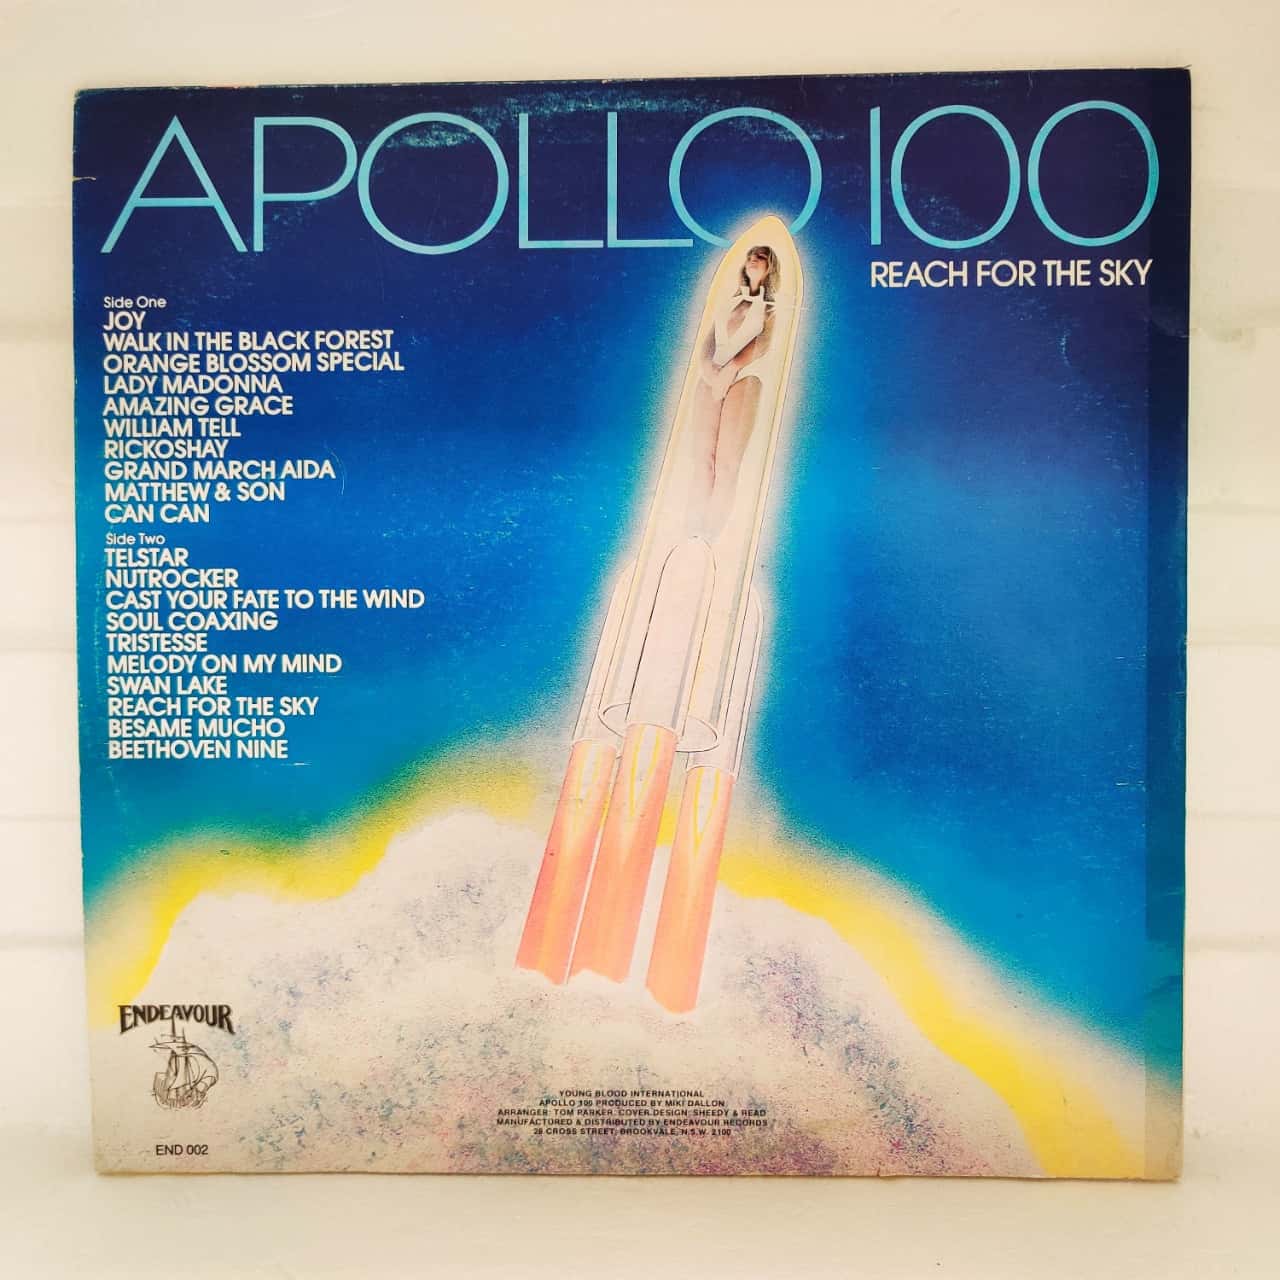 APOLLO 100
REACH FOR THE SKY
Side One
JOY
WALK IN THE BLACK FOREST
ORANGE BLOSSOM SPECIAL
LADY MADONNA
AMAZING GRACE
WILLIAM TELL
RICKOSHAY
GRAND MARCH AIDA
MATTHEW & SON
CAN CAN
Side Two
TELSTAR
NUTROCKER
CAST YOUR FATE TO THE WIND
SOUL COAXING
TRISTESSE
MELODY ON MY MIND
SWAN LAKE
REACH FOR THE SKY
BESAME MUCHO
BEETHOVEN NINE
ENDEAVOUR
END 002
YOUNG BLOOD INTERNATIONAL
APOLLO 100 PRODUCED BY MIKI DALLON
ARRANGER: TOM PARKER. COVER DESIGN: SHEEDY & READ
MANUFACTURED & DISTRIBUTED BY ENDEAVOUR RECORDS
28 CROSS STREET, BROOKVALE, N.S.W. 2100